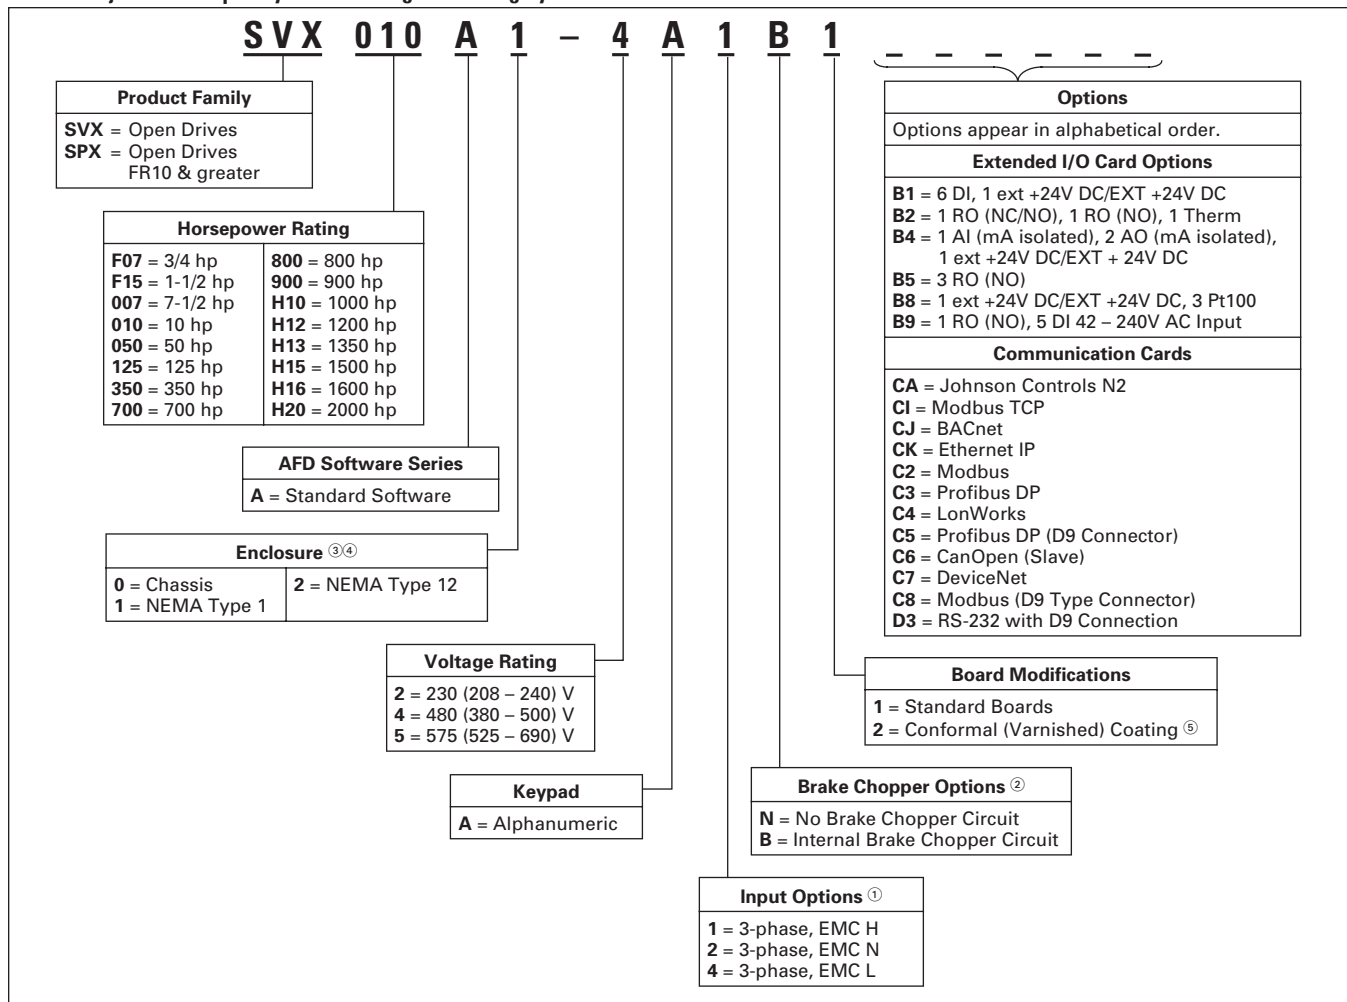 SVX 010 A 1 – 4 A 1 B 1 _ _ _ _ _ _
Product Family
SVX = Open Drives
SPX = Open Drives
FR10 & greater
Horsepower Rating
F07 = 3/4 hp
F15 = 1-1/2 hp
007 = 7-1/2 hp
010 = 10 hp
050 = 50 hp
125 = 125 hp
350 = 350 hp
700 = 700 hp
800 = 800 hp
900 = 900 hp
H10 = 1000 hp
H12 = 1200 hp
H13 = 1350 hp
H15 = 1500 hp
H16 = 1600 hp
H20 = 2000 hp
AFD Software Series
A = Standard Software
Enclosure ③④
0 = Chassis
1 = NEMA Type 1
2 = NEMA Type 12
Voltage Rating
2 = 230 (208 – 240) V
4 = 480 (380 – 500) V
5 = 575 (525 – 690) V
Keypad
A = Alphanumeric
Input Options ①
1 = 3-phase, EMC H
2 = 3-phase, EMC N
4 = 3-phase, EMC L
Brake Chopper Options ②
N = No Brake Chopper Circuit
B = Internal Brake Chopper Circuit
Board Modifications
1 = Standard Boards
2 = Conformal (Varnished) Coating ⑤
Options
Options appear in alphabetical order.
Extended I/O Card Options
B1 = 6 DI, 1 ext +24V DC/EXT +24V DC
B2 = 1 RO (NC/NO), 1 RO (NO), 1 Therm
B4 = 1 AI (mA isolated), 2 AO (mA isolated),
1 ext +24V DC/EXT + 24V DC
B5 = 3 RO (NO)
B8 = 1 ext +24V DC/EXT +24V DC, 3 Pt100
B9 = 1 RO (NO), 5 DI 42 – 240V AC Input
Communication Cards
CA = Johnson Controls N2
CI = Modbus TCP
CJ = BACnet
CK = Ethernet IP
C2 = Modbus
C3 = Profibus DP
C4 = LonWorks
C5 = Profibus DP (D9 Connector)
C6 = CanOpen (Slave)
C7 = DeviceNet
C8 = Modbus (D9 Type Connector)
D3 = RS-232 with D9 Connection